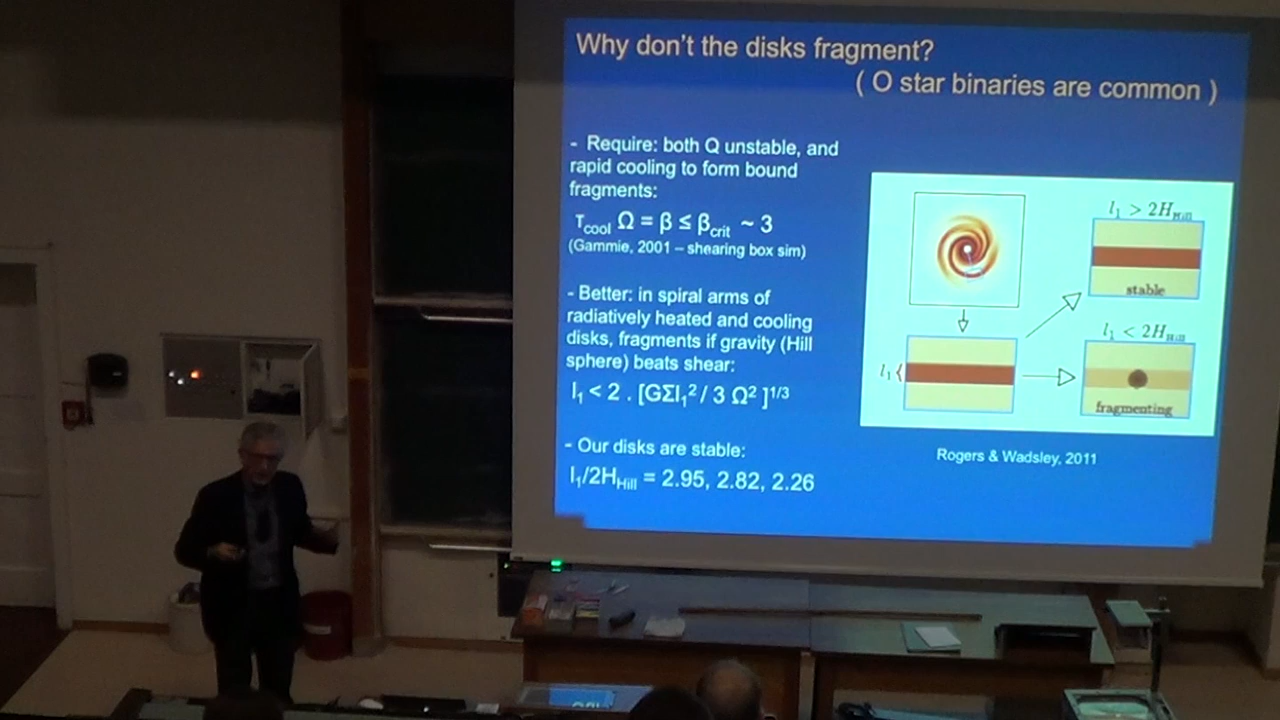 Why don't the disks fragment?
( O star binaries are common )
- Require: both Q unstable, and
rapid cooling to form bound
fragments:
τcool Ω = β ≤ βcrit ~ 3
(Gammie, 2001 – shearing box sim)
- Better: in spiral arms of
radiatively heated and cooling
disks, fragments if gravity (Hill
sphere) beats shear:
l₁ < 2 . [GΣl₁² / 3 Ω² ]^1/3
- Our disks are stable:
l₁/2HHill = 2.95, 2.82, 2.26
l₁ > 2HHill
stable
l₁ {
l₁ < 2HHill
fragmenting
Rogers & Wadsley, 2011